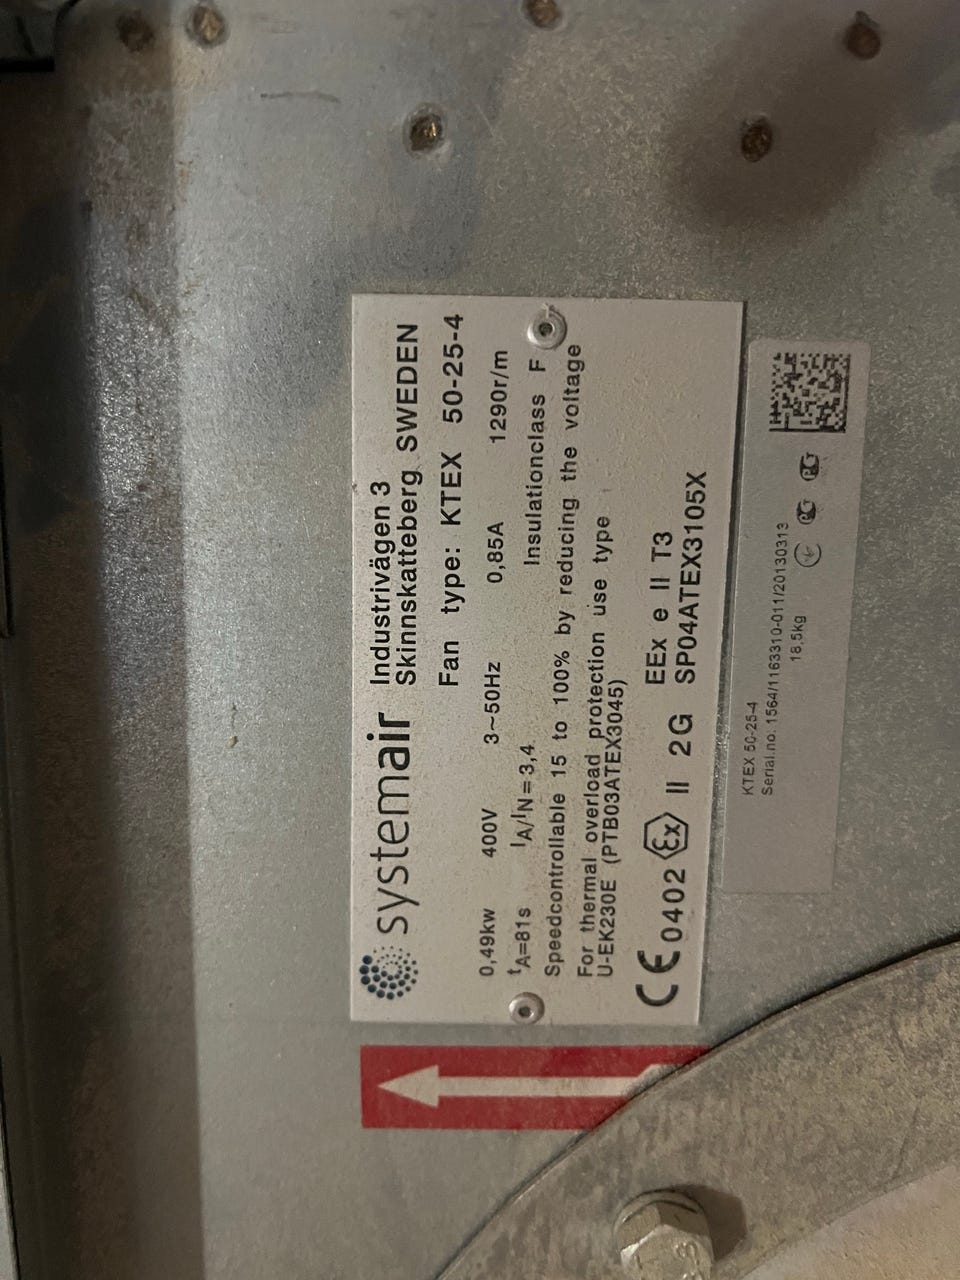 systemair
Industrivägen 3
Skinnskatteberg SWEDEN
Fan type: KTEX 50-25-4
0,49kw 400V 3~50Hz 0,85A 1290r/m
tA=81s IA/IN=3,4 Insulationclass F
Speedcontrollable 15 to 100% by reducing the voltage
For thermal overload protection use type
U-EK230E (PTB03ATEX3045)
CE 0402 Ex II 2G EEx e II T3
SP04ATEX3105X
KTEX 50-25-4
Serial.no. 1564/1163310-011/20130313
18,5kg